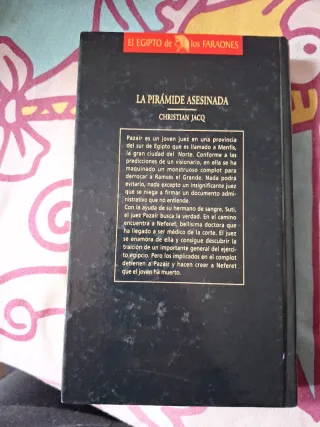 El EGIPTO de los FARAONES
LA PIRÁMIDE ASESINADA
CHRISTIAN JACQ
Pazair es un joven juez en una provincia
del sur de Egipto que es llamado a Menfis,
la gran ciudad del Norte. Conforme a las
predicciones de un visionario, en ella se ha
maquinado un monstruoso complot para
derrocar a Ramsés el Grande. Nada podrá
evitarlo, nada excepto un insignificante juez
que se niega a firmar un documento admi-
nistrativo que no entiende.
Con la ayuda de su hermano de sangre, Suti,
el juez Pazair busca la verdad. En el camino
encuentra a Neferet, bellísima doctora que
ha llegado a ser médico de la corte. El juez
se enamora de ella y consigue descubrir la
traición de un importante general del ejérci-
to egipcio. Pero los implicados en el complot
detienen a Pazair y hacen creer a Neferet
que el joven ha muerto.